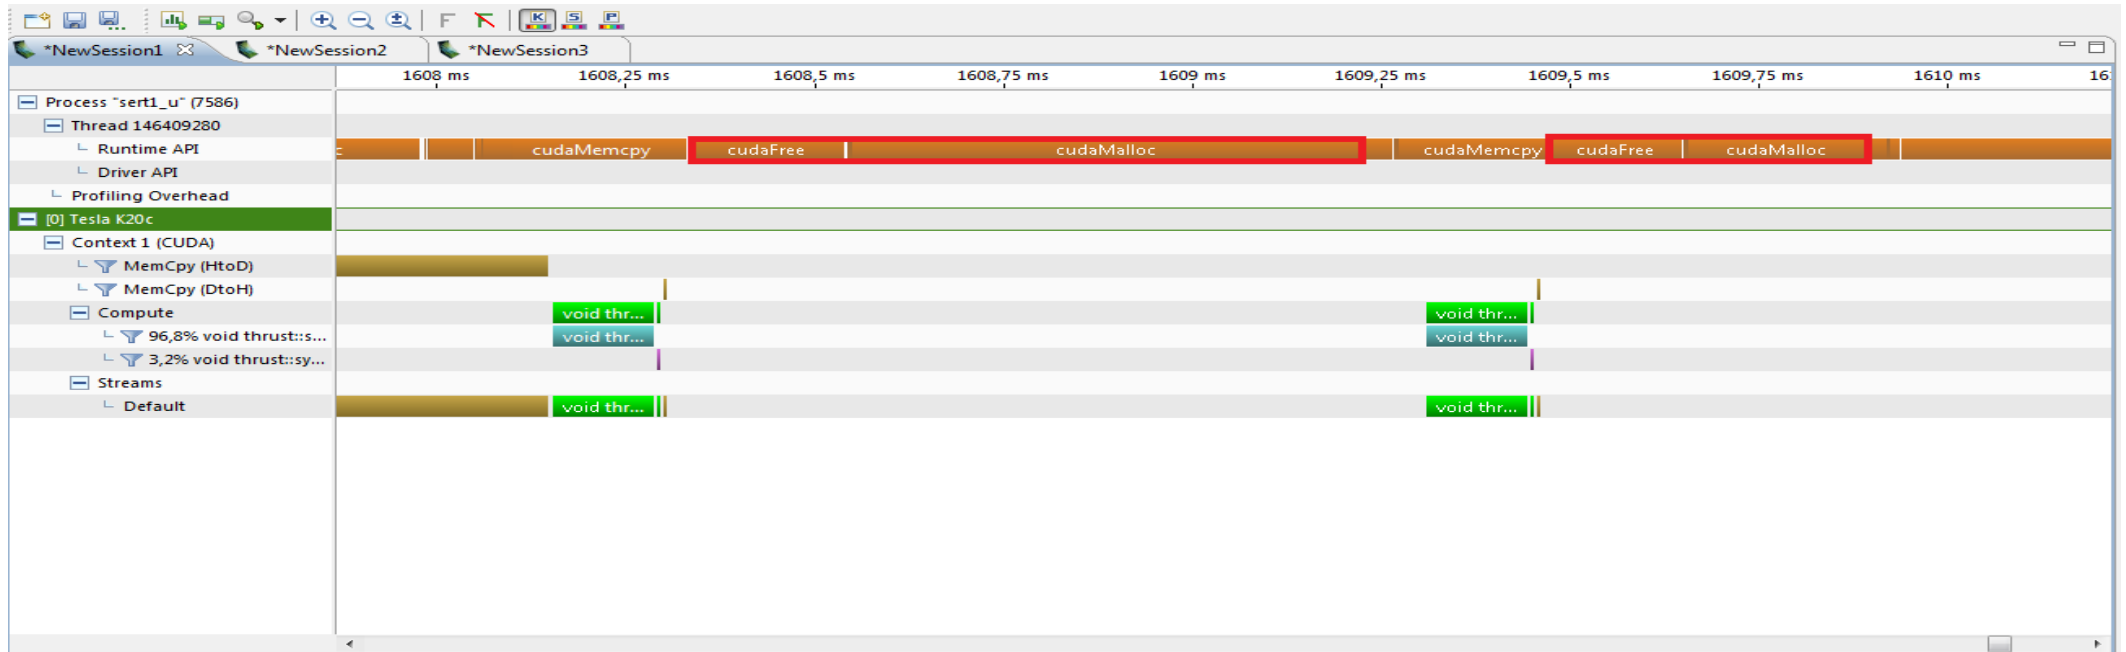 K S P
*NewSession1 *NewSession2 *NewSession3
1608 ms 1608,25 ms 1608,5 ms 1608,75 ms 1609 ms 1609,25 ms 1609,5 ms 1609,75 ms 1610 ms 16
Process "sert1_u" (7586)
Thread 146409280
Runtime API c cudaMemcpy cudaFree cudaMalloc cudaMemcpy cudaFree cudaMalloc
Driver API
Profiling Overhead
[0] Tesla K20c
Context 1 (CUDA)
MemCpy (HtoD)
MemCpy (DtoH)
Compute void thr... void thr...
96,8% void thrust::s... void thr... void thr...
3,2% void thrust::sy...
Streams
Default void thr... void thr...